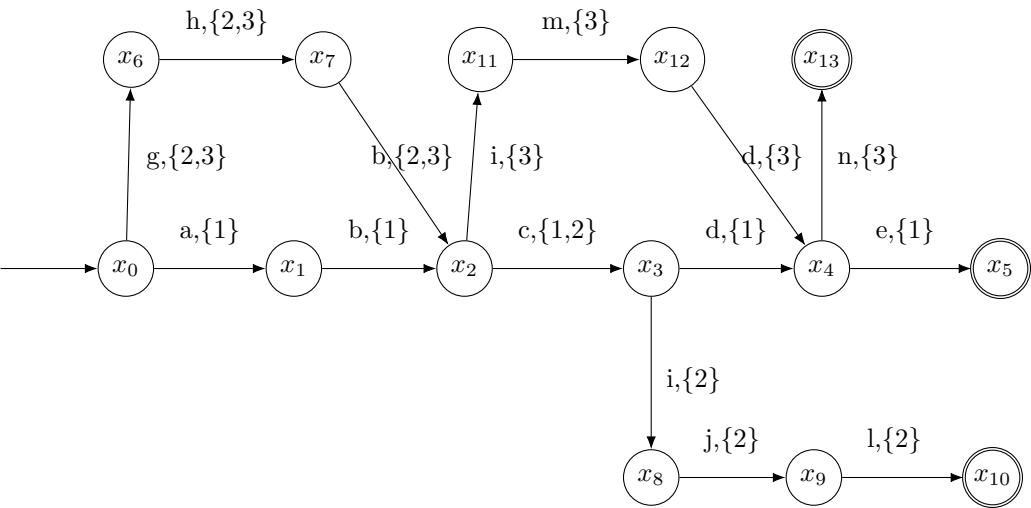 h,{2,3}
m,{3}
x6
x7
x11
x12
x13
g,{2,3}
b,{2,3}
i,{3}
d,{3}
n,{3}
a,{1}
b,{1}
c,{1,2}
d,{1}
e,{1}
x0
x1
x2
x3
x4
x5
i,{2}
j,{2}
l,{2}
x8
x9
x10